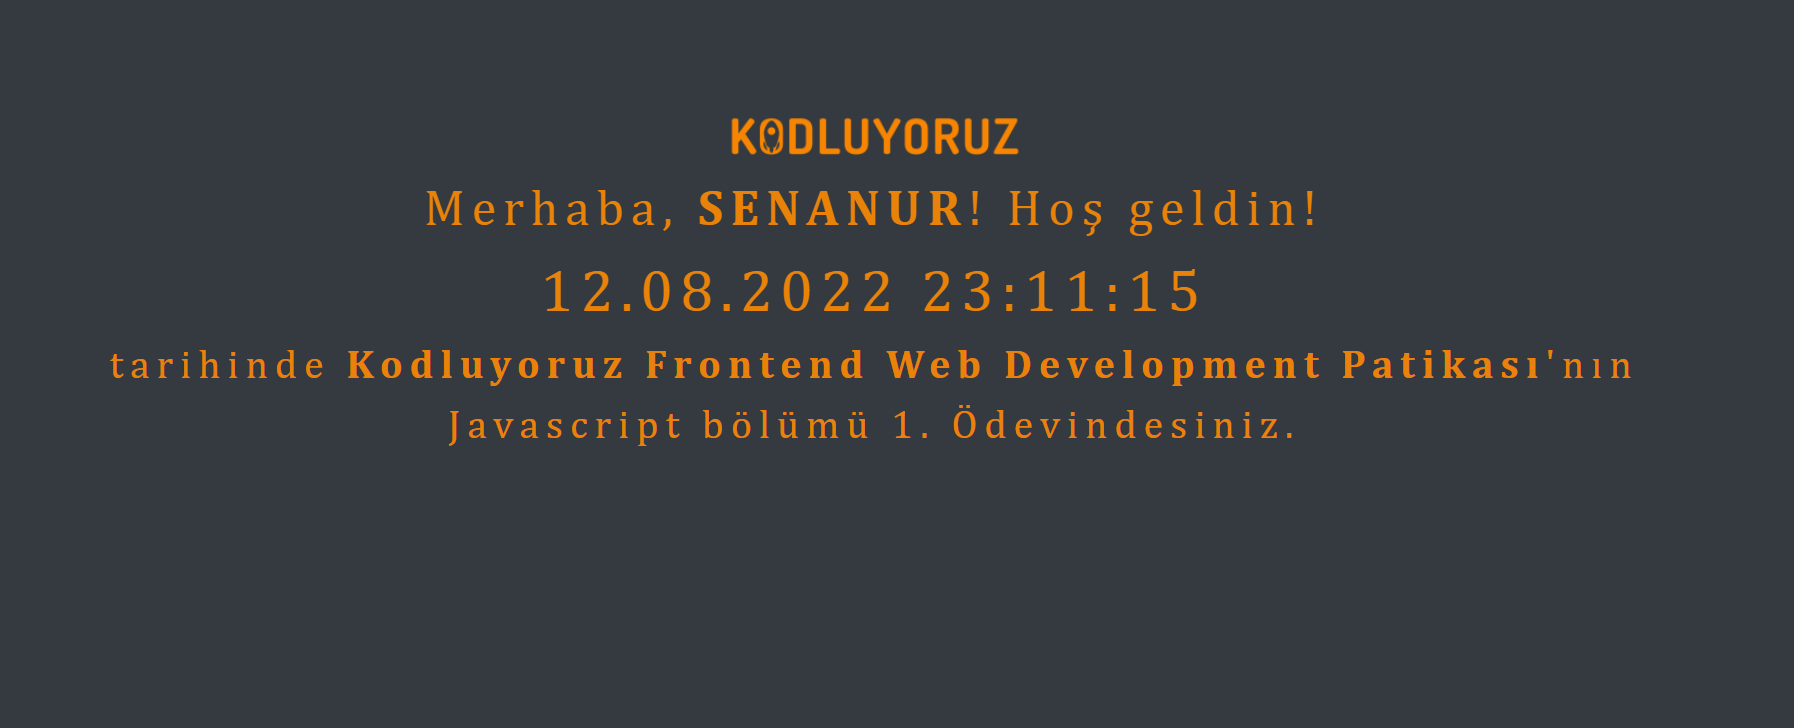 KODLUYORUZ
Merhaba, SENANUR! Hoş geldin!
12.08.2022 23:11:15
tarihinde Kodluyoruz Frontend Web Development Patikası'nın
Javascript bölümü 1. Ödevindesiniz.